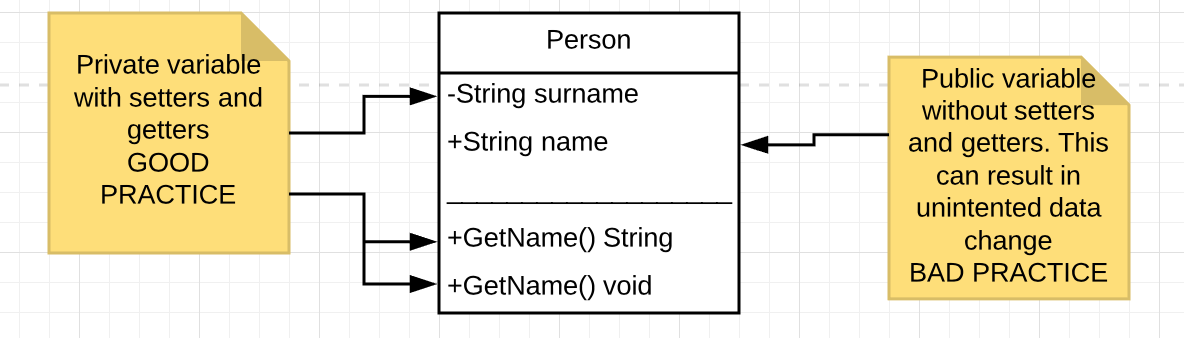 Private variable
with setters and
getters
GOOD
PRACTICE
Person
-String surname
+String name
+GetName() String
+GetName() void
Public variable
without setters
and getters. This
can result in
unintented data
change
BAD PRACTICE